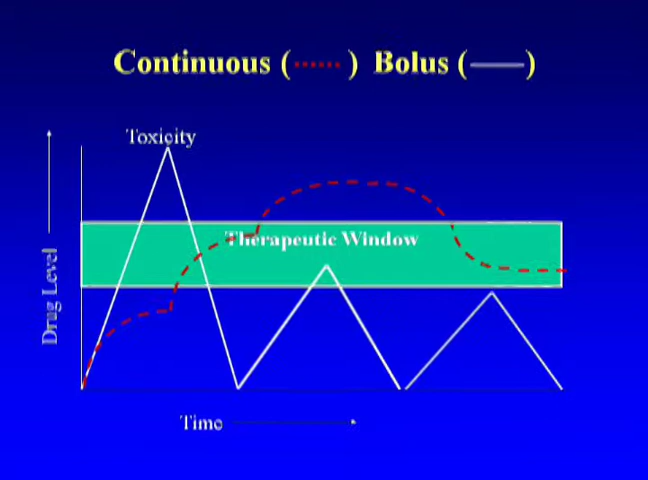 Continuous (······) Bolus (——)
Toxicity
Therapeutic Window
Drug Level
Time